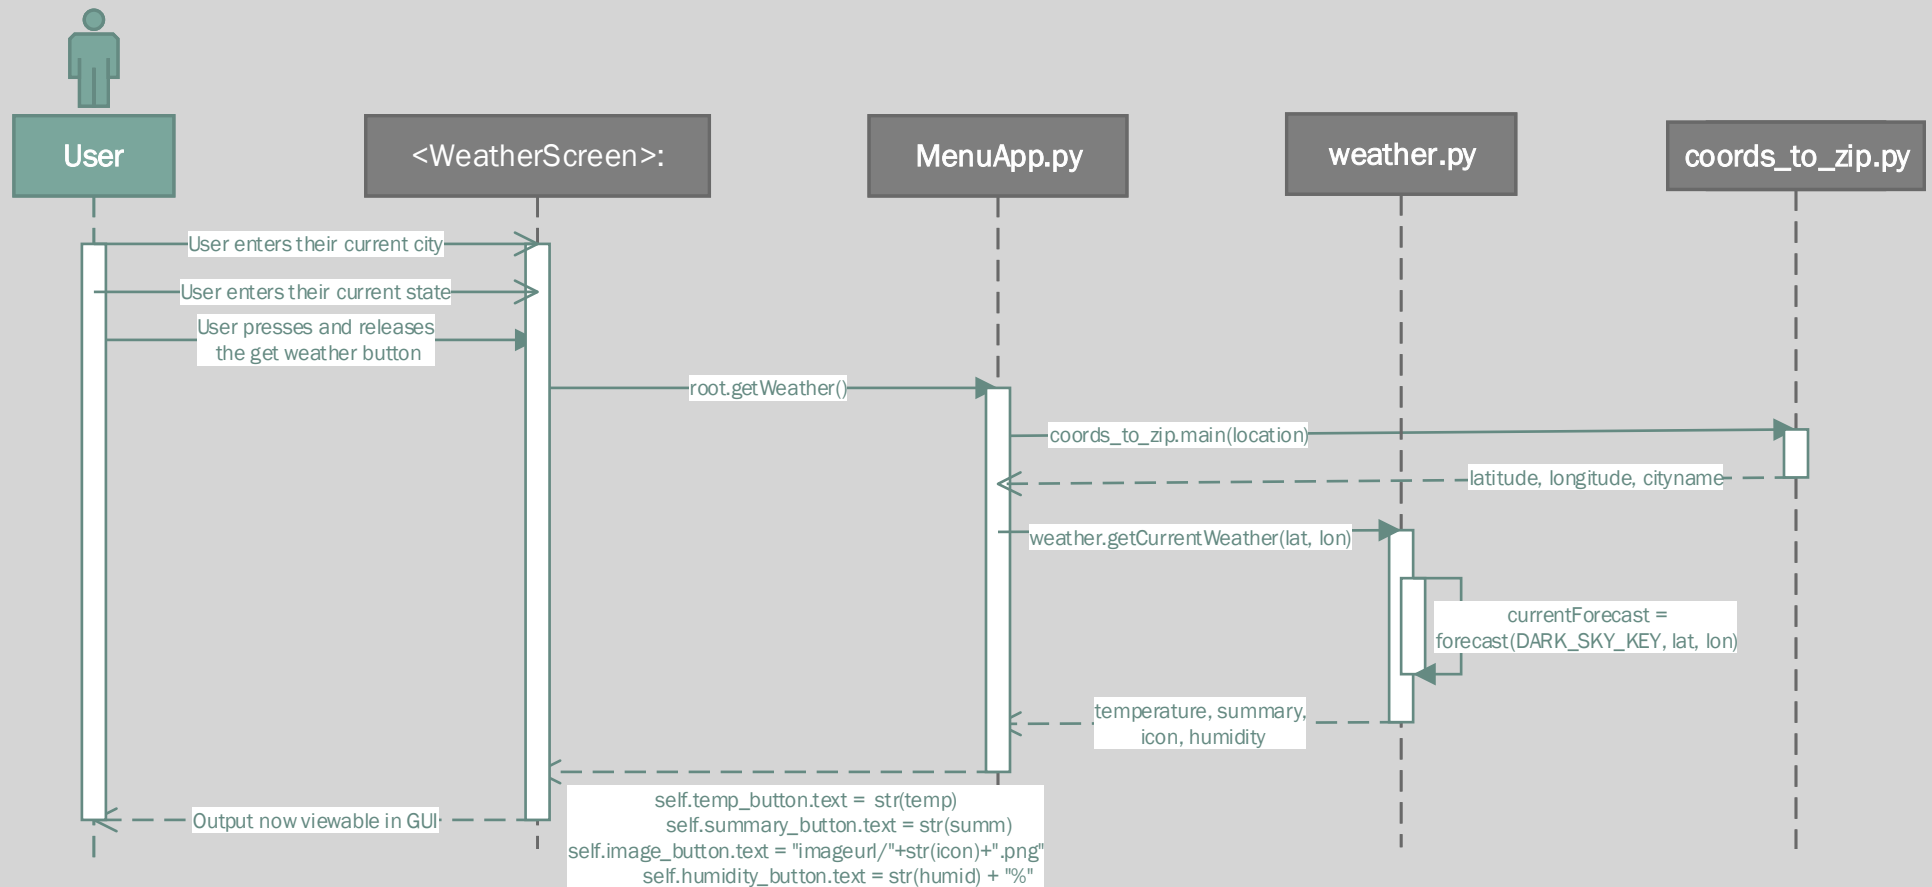 User
<WeatherScreen>:
MenuApp.py
weather.py
coords_to_zip.py
User enters their current city
User enters their current state
User presses and releases
the get weather button
root.getWeather()
coords_to_zip.main(location)
latitude, longitude, cityname
weather.getCurrentWeather(lat, lon)
currentForecast =
forecast(DARK_SKY_KEY, lat, lon)
temperature, summary,
icon, humidity
self.temp_button.text = str(temp)
self.summary_button.text = str(summ)
self.image_button.text = "imageurl/"+str(icon)+".png"
self.humidity_button.text = str(humid) + "%"
Output now viewable in GUI